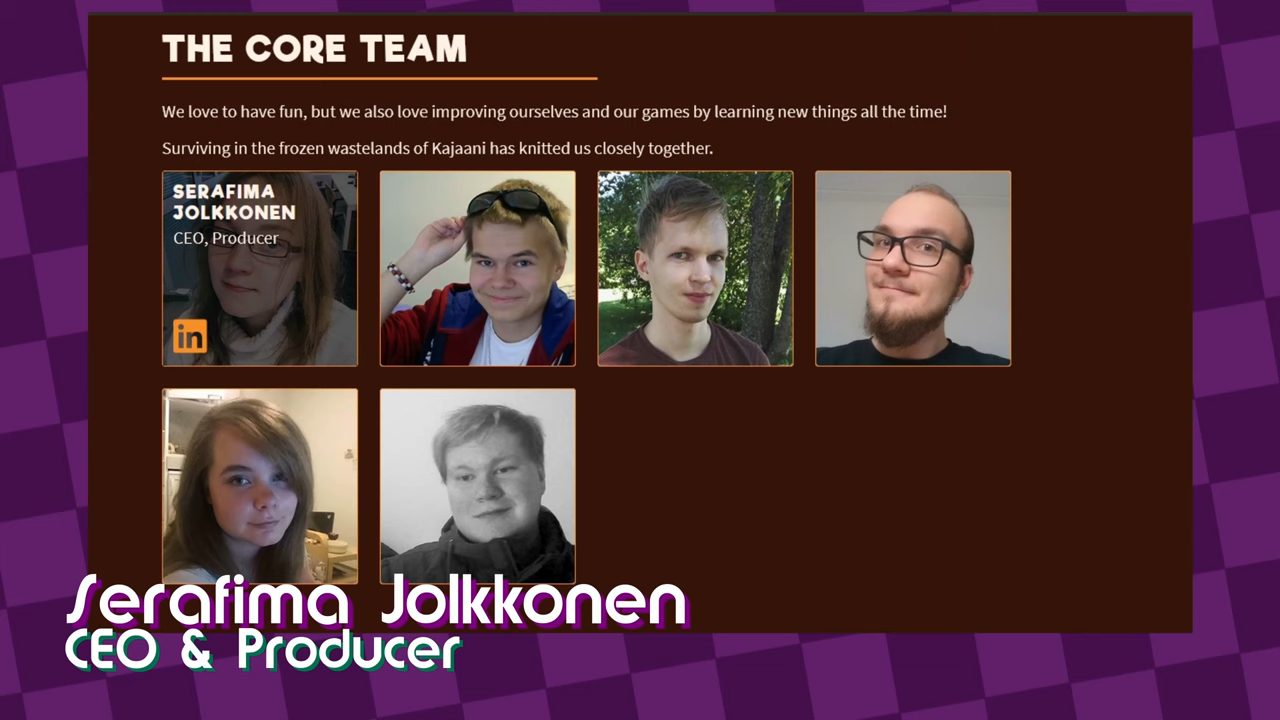 THE CORE TEAM
We love to have fun, but we also love improving ourselves and our games by learning new things all the time!
Surviving in the frozen wastelands of Kajaani has knitted us closely together.
SERAFIMA
JOLKKONEN
CEO, Producer
in
Serafima Jolkkonen
CEO & Producer